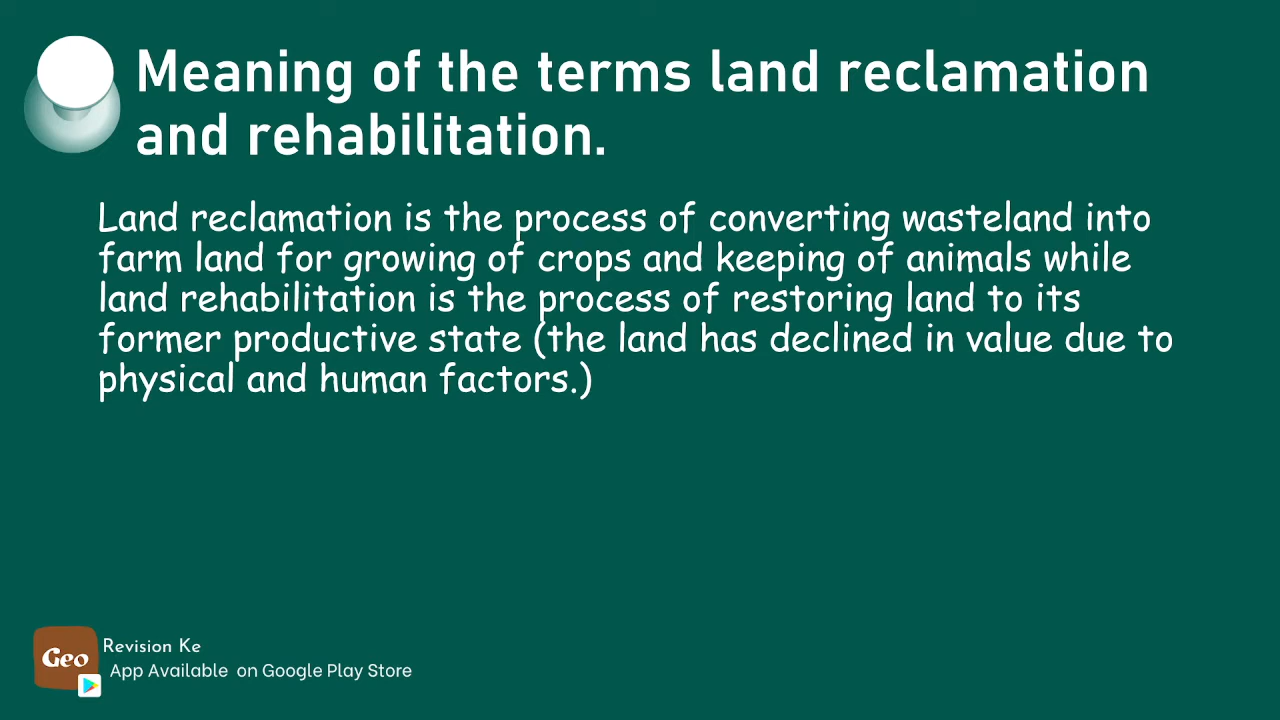 Meaning of the terms land reclamation
and rehabilitation.
Land reclamation is the process of converting wasteland into
farm land for growing of crops and keeping of animals while
land rehabilitation is the process of restoring land to its
former productive state (the land has declined in value due to
physical and human factors.)
Geo
Revision Ke
App Available on Google Play Store